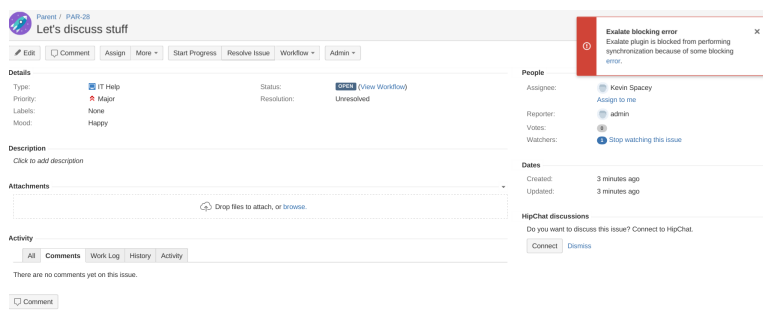 Parent / PAR-28
Let's discuss stuff
Edit Comment Assign More Start Progress Resolve Issue Workflow Admin
Exalate blocking error
Exalate plugin is blocked from performing
synchronization because of some blocking
error.
Details
Type: IT Help Status: OPEN (View Workflow)
Priority: Major Resolution: Unresolved
Labels: None
Mood: Happy
Description
Click to add description
Attachments
Drop files to attach, or browse.
Activity
All Comments Work Log History Activity
There are no comments yet on this issue.
Comment
People
Assignee: Kevin Spacey
Assign to me
Reporter: admin
Votes: 0
Watchers: 1 Stop watching this issue
Dates
Created: 3 minutes ago
Updated: 3 minutes ago
HipChat discussions
Do you want to discuss this issue? Connect to HipChat.
Connect Dismiss